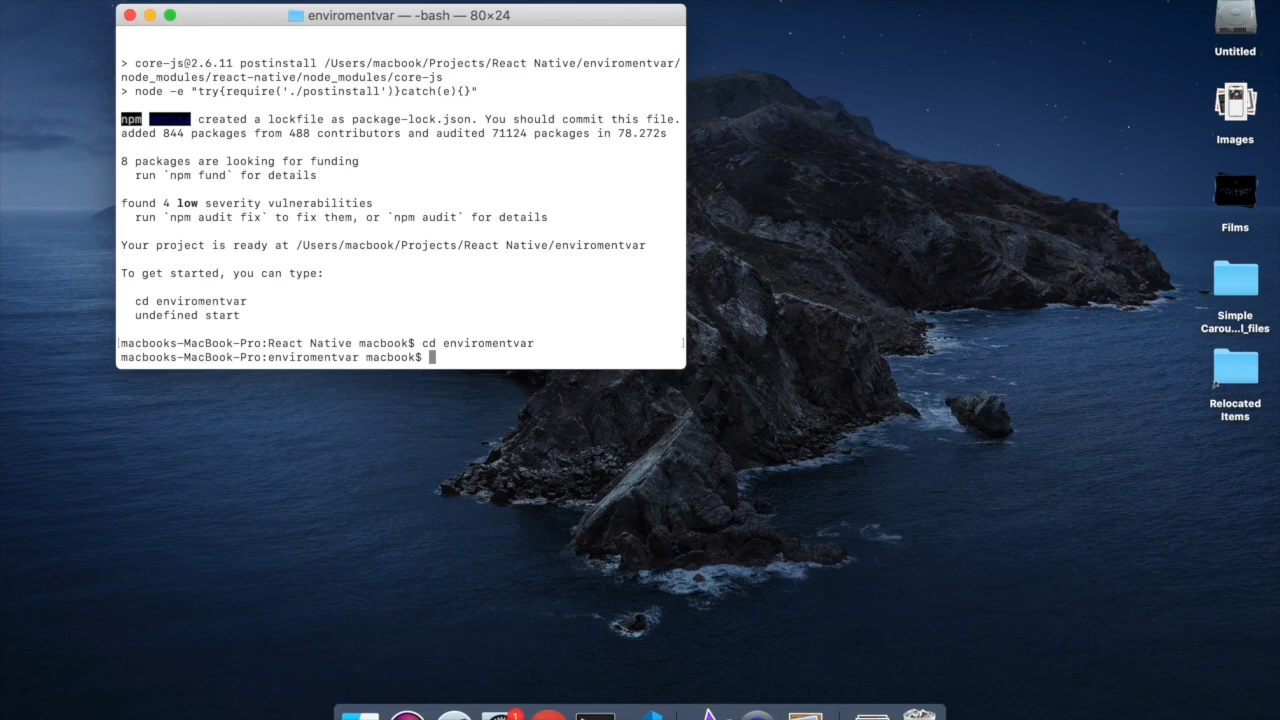 enviromentvar — -bash — 80×24
> core-js@2.6.11 postinstall /Users/macbook/Projects/React Native/enviromentvar/
node_modules/react-native/node_modules/core-js
> node -e "try{require('./postinstall')}catch(e){}"
npm notice created a lockfile as package-lock.json. You should commit this file.
added 844 packages from 488 contributors and audited 71124 packages in 78.272s
8 packages are looking for funding
run `npm fund` for details
found 4 low severity vulnerabilities
run `npm audit fix` to fix them, or `npm audit` for details
Your project is ready at /Users/macbook/Projects/React Native/enviromentvar
To get started, you can type:
cd enviromentvar
undefined start
[macbooks-MacBook-Pro:React Native macbook$ cd enviromentvar ]
macbooks-MacBook-Pro:enviromentvar macbook$
Untitled
Images
Films
Simple
Carou...l_files
Relocated
Items
1